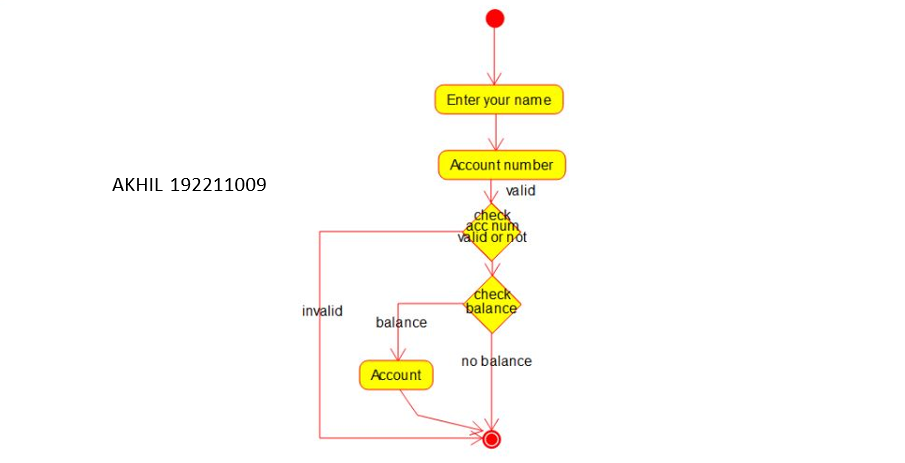 Enter your name
Account number
AKHIL 192211009
valid
check
acc num
valid or not
check
balance
invalid
balance
no balance
Account